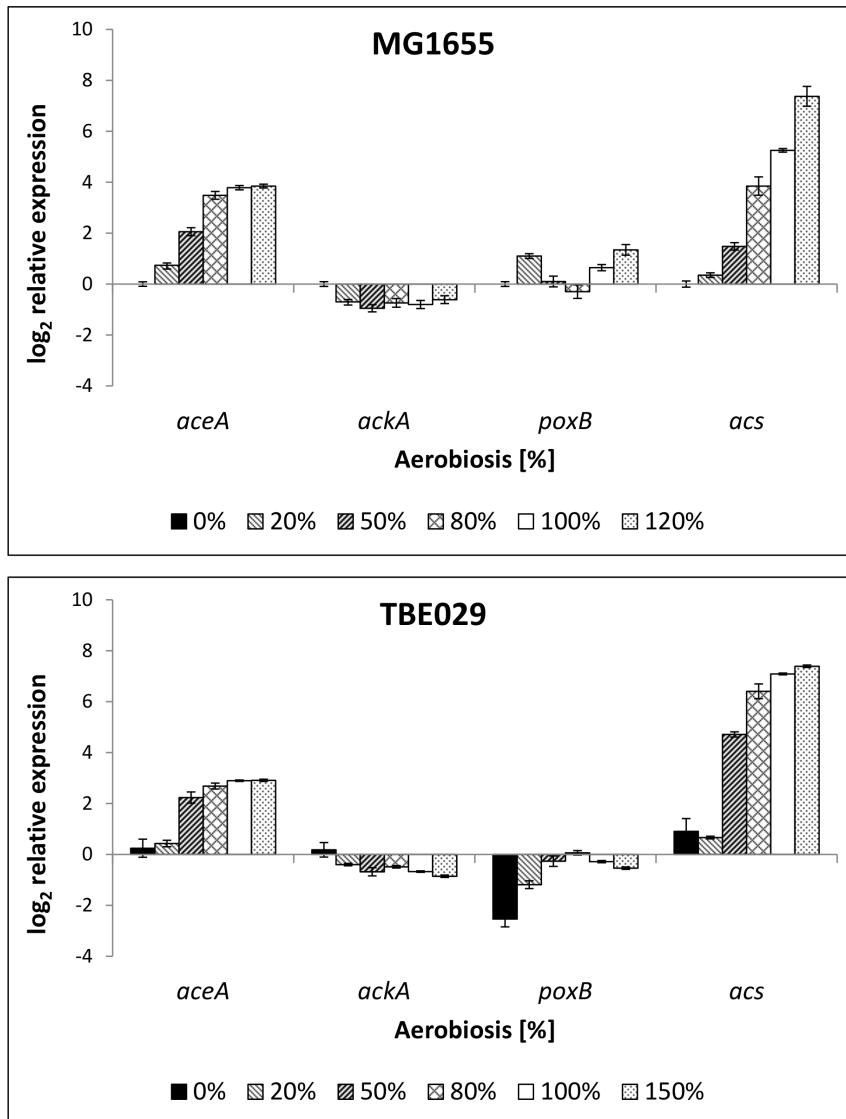 MG1655
log₂ relative expression
10
8
6
4
2
0
-2
-4
aceA ackA poxB acs
Aerobiosis [%]
0% 20% 50% 80% 100% 120%
TBE029
log₂ relative expression
10
8
6
4
2
0
-2
-4
aceA ackA poxB acs
Aerobiosis [%]
0% 20% 50% 80% 100% 150%